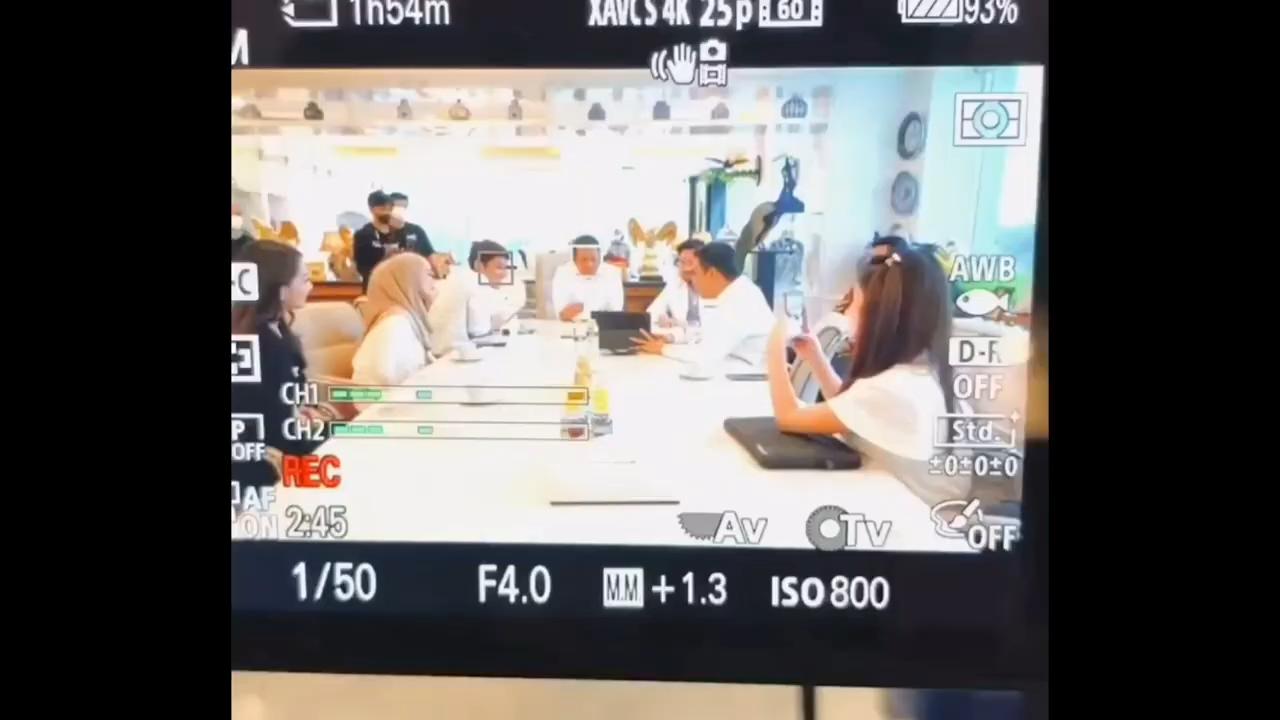 1h54m
XAVC S 4K 25p 60
93%
M
AWB
-C
D-R
OFF
CH1
CH2
Std.
P
OFF
±0±0±0
REC
AF
ON
2:45
Av
Tv
OFF
1/50
F4.0
M.M +1.3
ISO 800